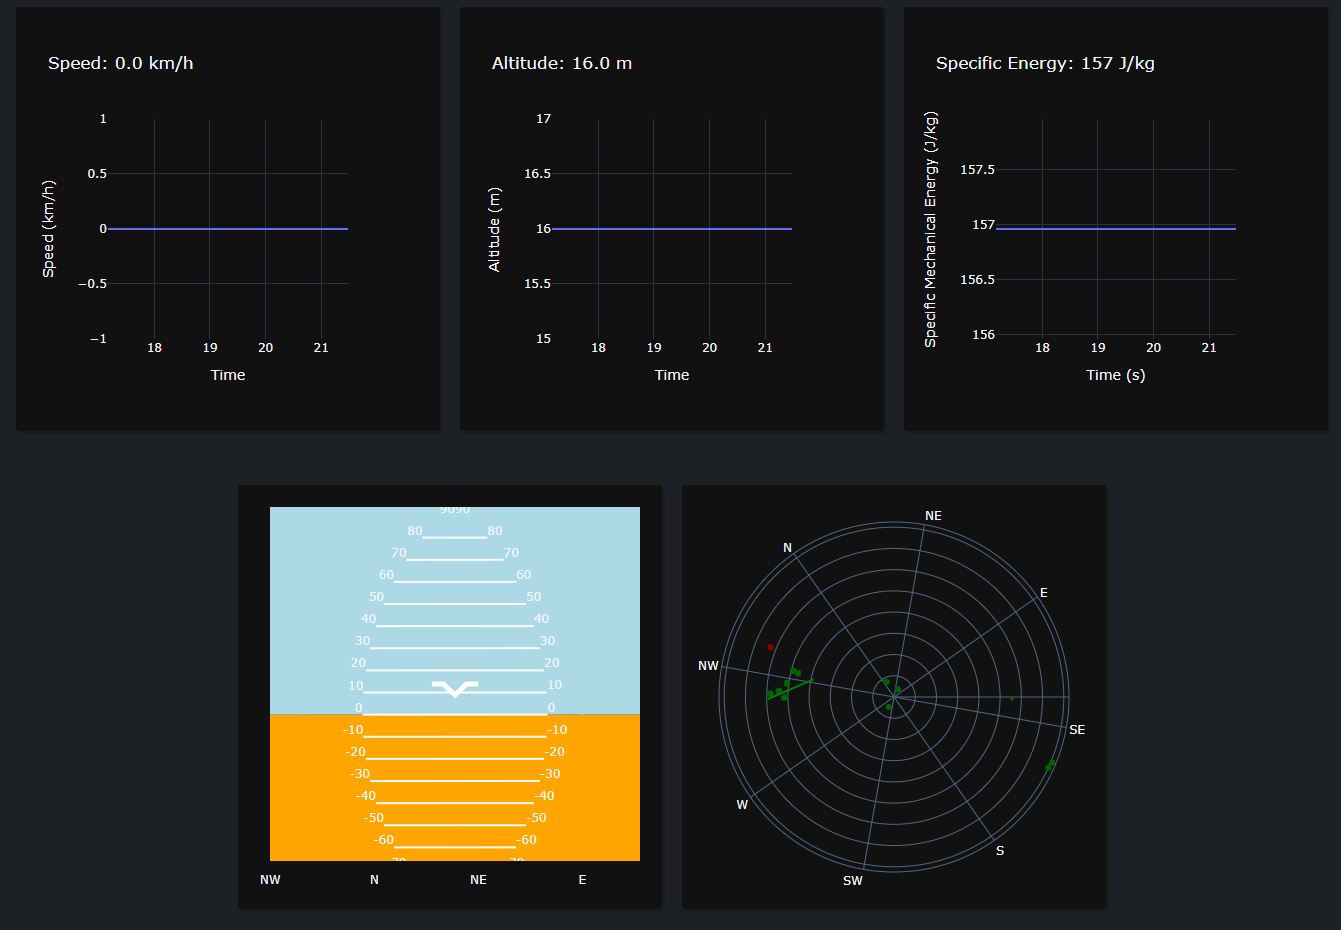 Speed: 0.0 km/h
Speed (km/h)
1
0.5
0
−0.5
−1
18 19 20 21
Time
Altitude: 16.0 m
Altitude (m)
17
16.5
16
15.5
15
18 19 20 21
Time
Specific Energy: 157 J/kg
Specific Mechanical Energy (J/kg)
157.5
157
156.5
156
18 19 20 21
Time (s)
9090
80 80
70 70
60 60
50 50
40 40
30 30
20 20
10 10
0 0
-10 -10
-20 -20
-30 -30
-40 -40
-50 -50
-60 -60
NW N NE E
NE
N
E
NW
SE
W
S
SW